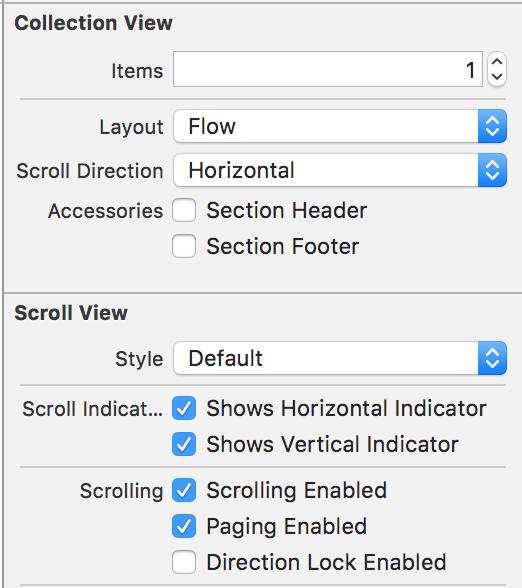 Collection View
Items 1
Layout Flow
Scroll Direction Horizontal
Accessories Section Header
Section Footer
Scroll View
Style Default
Scroll Indicat... Shows Horizontal Indicator
Shows Vertical Indicator
Scrolling Scrolling Enabled
Paging Enabled
Direction Lock Enabled